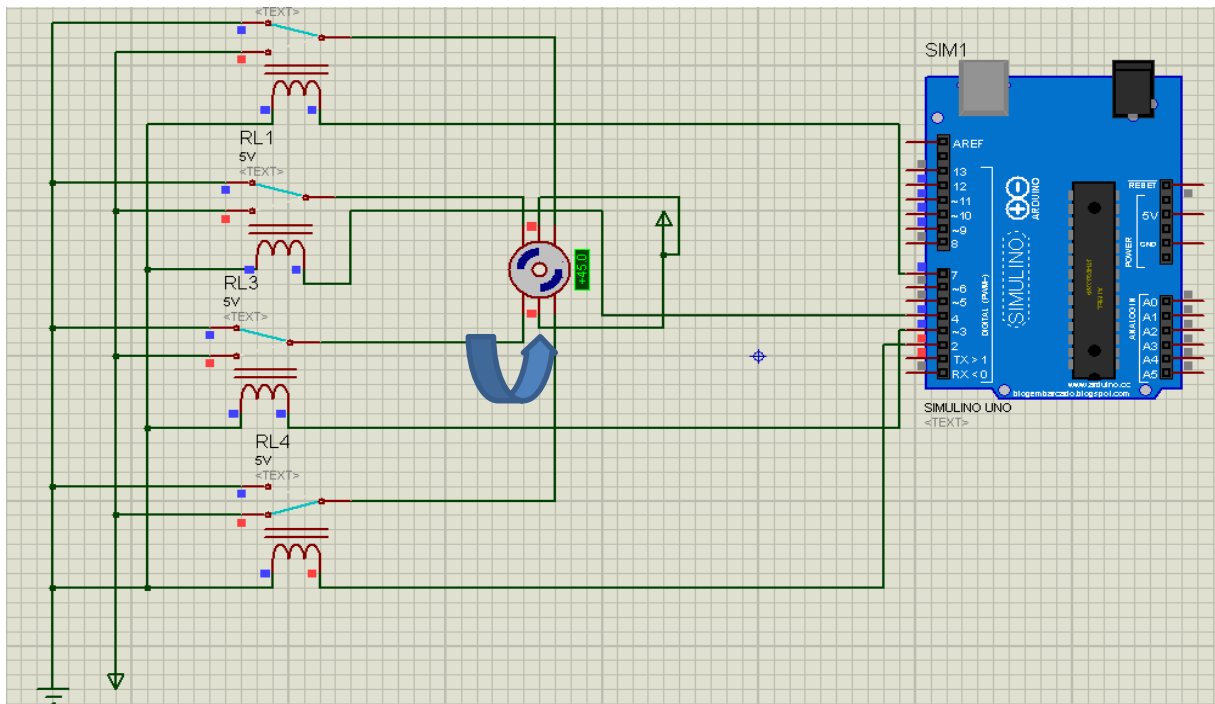 <TEXT>
RL1
5V
<TEXT>
RL3
5V
<TEXT>
RL4
5V
<TEXT>
+45.0
SIM1
AREF
13
12
~11
~10
~9
8
7
~6
~5
4
~3
2
TX > 1
RX < 0
DIGITAL (PWM~)
ARDUINO
SIMULINO
RESET
5V
GND
POWER
A0
A1
A2
A3
A4
A5
ANALOG IN
www.arduino.cc
blogembarcado.blogspot.com
SIMULINO UNO
<TEXT>